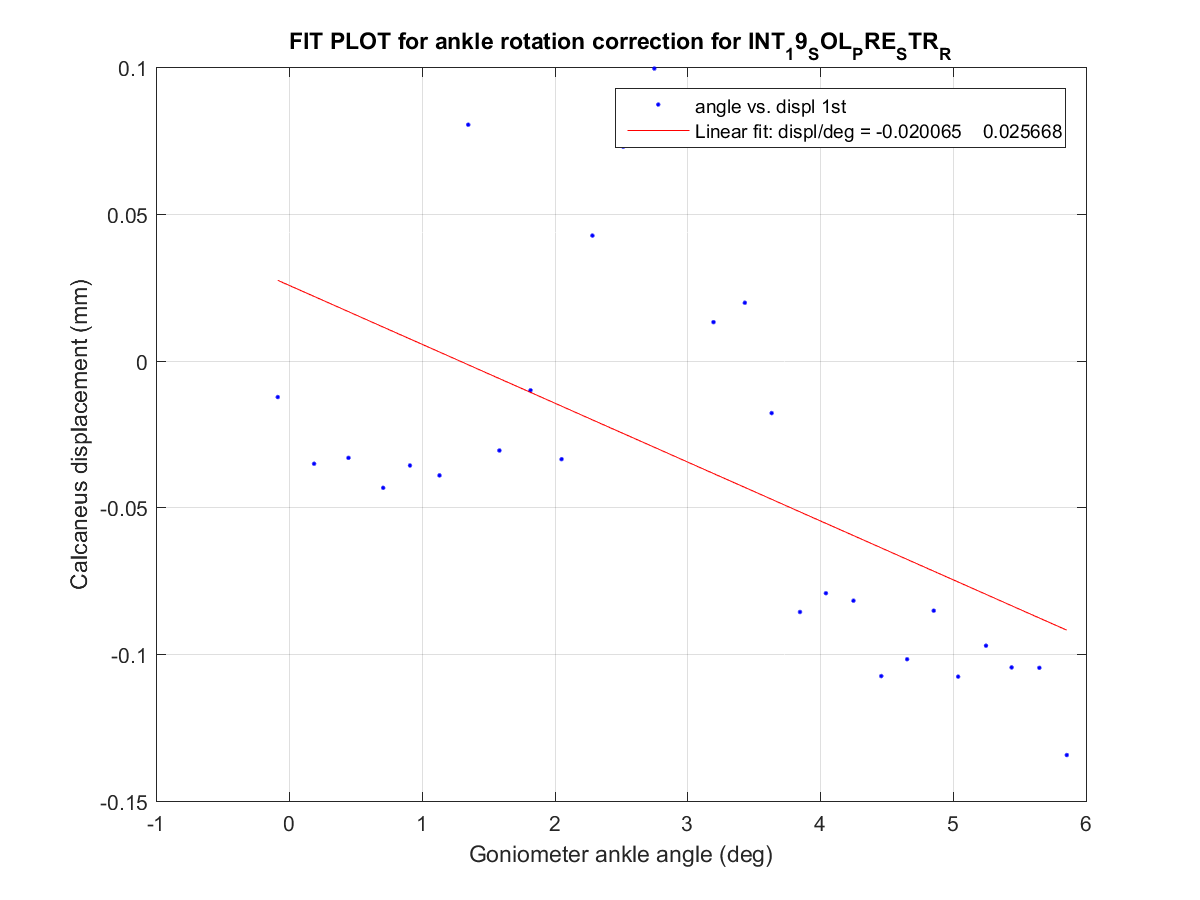 FIT PLOT for ankle rotation correction for INT₁9ₛOLₚREₛTRᵣ
0.1
angle vs. displ 1st
Linear fit: displ/deg = -0.020065 0.025668
0.05
0
-0.05
-0.1
-0.15
Calcaneus displacement (mm)
-1 0 1 2 3 4 5 6
Goniometer ankle angle (deg)